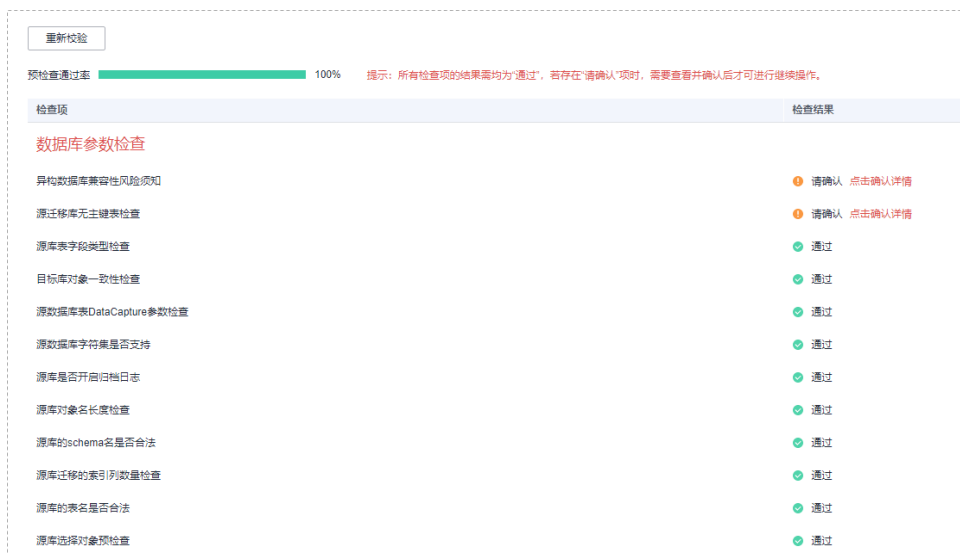 重新校验
预检查通过率 100% 提示：所有检查项的结果需均为“通过”，若存在“请确认”项时，需要查看并确认后才可进行继续操作。
检查项 检查结果
数据库参数检查
异构数据库兼容性风险须知 请确认 点击确认详情
源迁移库无主键表检查 请确认 点击确认详情
源库表字段类型检查 通过
目标库对象一致性检查 通过
源数据库表DataCapture参数检查 通过
源数据库字符集是否支持 通过
源库是否开启归档日志 通过
源库对象名长度检查 通过
源库的schema名是否合法 通过
源库迁移的索引列数量检查 通过
源库的表名是否合法 通过
源库选择对象预检查 通过